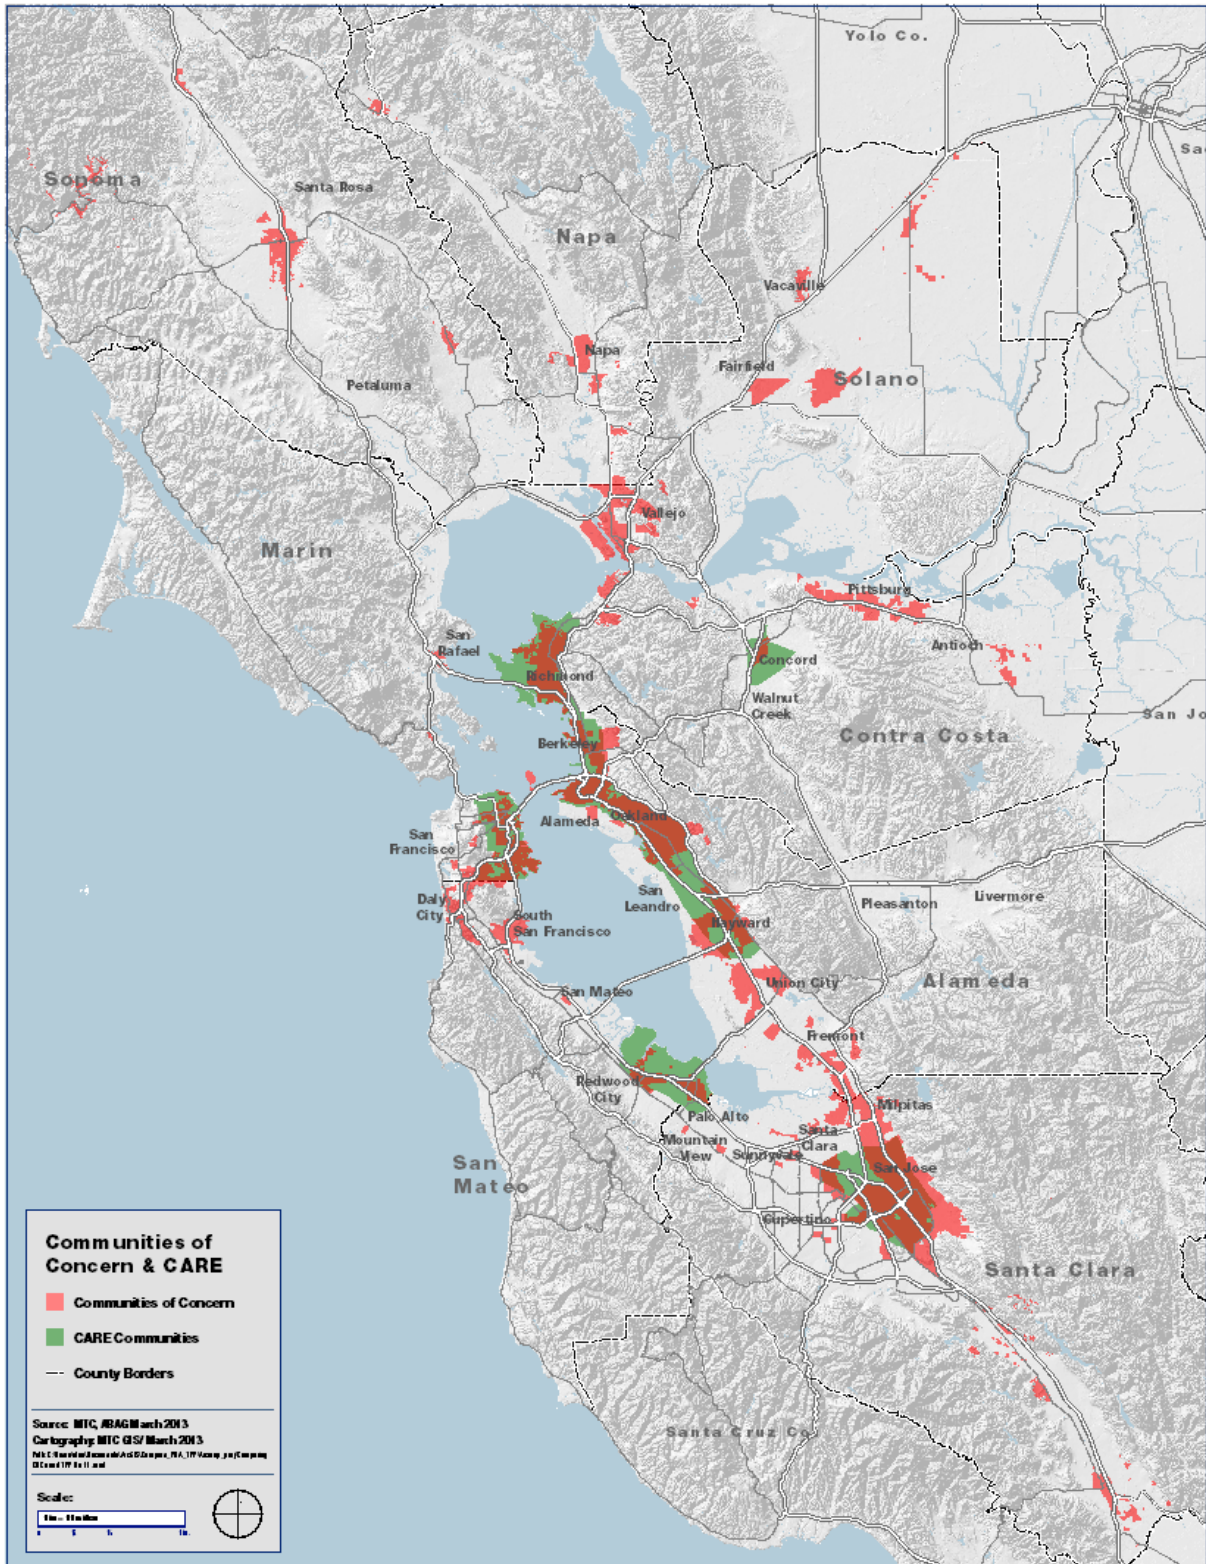 Yolo Co.
Sonoma
Santa Rosa
Napa
Vacaville
Napa
Fairfield
Solano
Petaluma
Vallejo
Marin
Pittsburg
San
Rafael
Antioch
Concord
Richmond
Walnut
Creek
San Jo
Contra Costa
Berkeley
Alameda
Oakland
San
Francisco
San
Leandro
Pleasanton
Livermore
Daly
City
South
San Francisco
Hayward
Union City
Alameda
San Mateo
Fremont
Redwood
City
Palo Alto
Milpitas
Mountain
View
Sunnyvale
Santa
Clara
San Jose
San
Mateo
Cupertino
Santa Clara
Santa Cruz Co
Communities of
Concern & CARE
Communities of Concern
CARE Communities
County Borders
Source: MTC, ABAG March 2013
Cartography: MTC GIS/ March 2013
Scale: